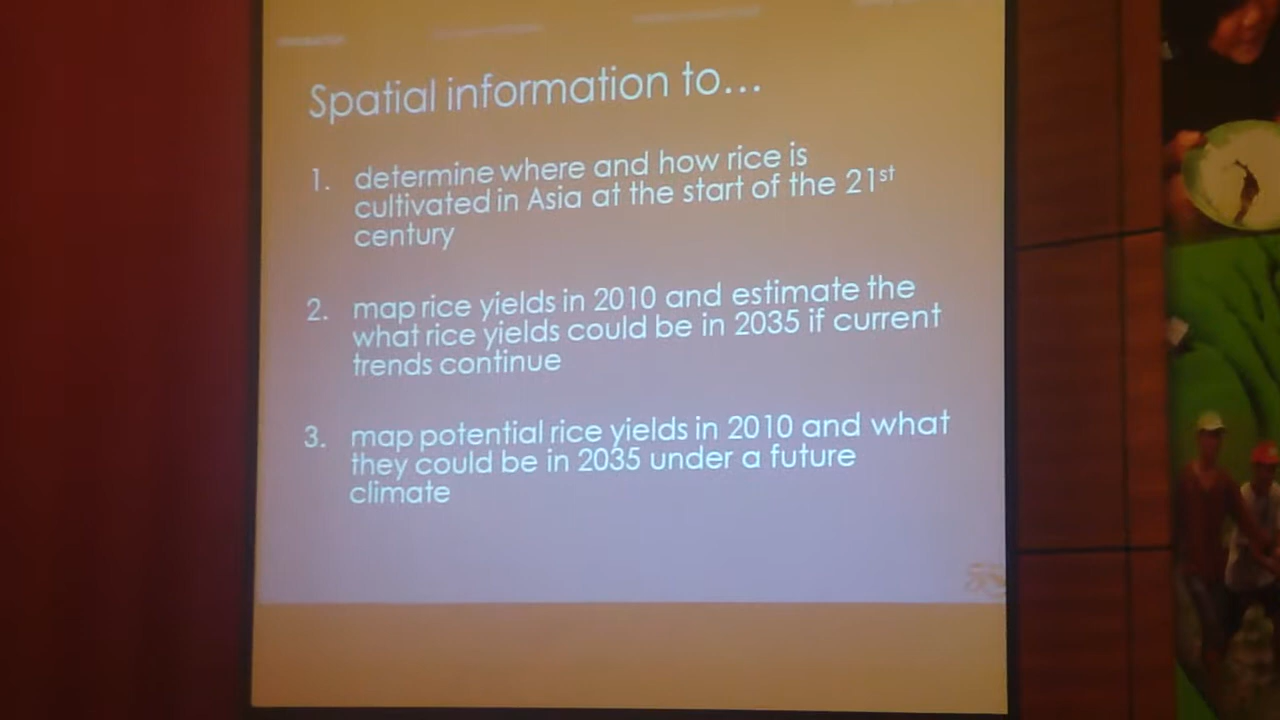 Spatial information to...
1. determine where and how rice is
cultivated in Asia at the start of the 21st
century
2. map rice yields in 2010 and estimate the
what rice yields could be in 2035 if current
trends continue
3. map potential rice yields in 2010 and what
they could be in 2035 under a future
climate